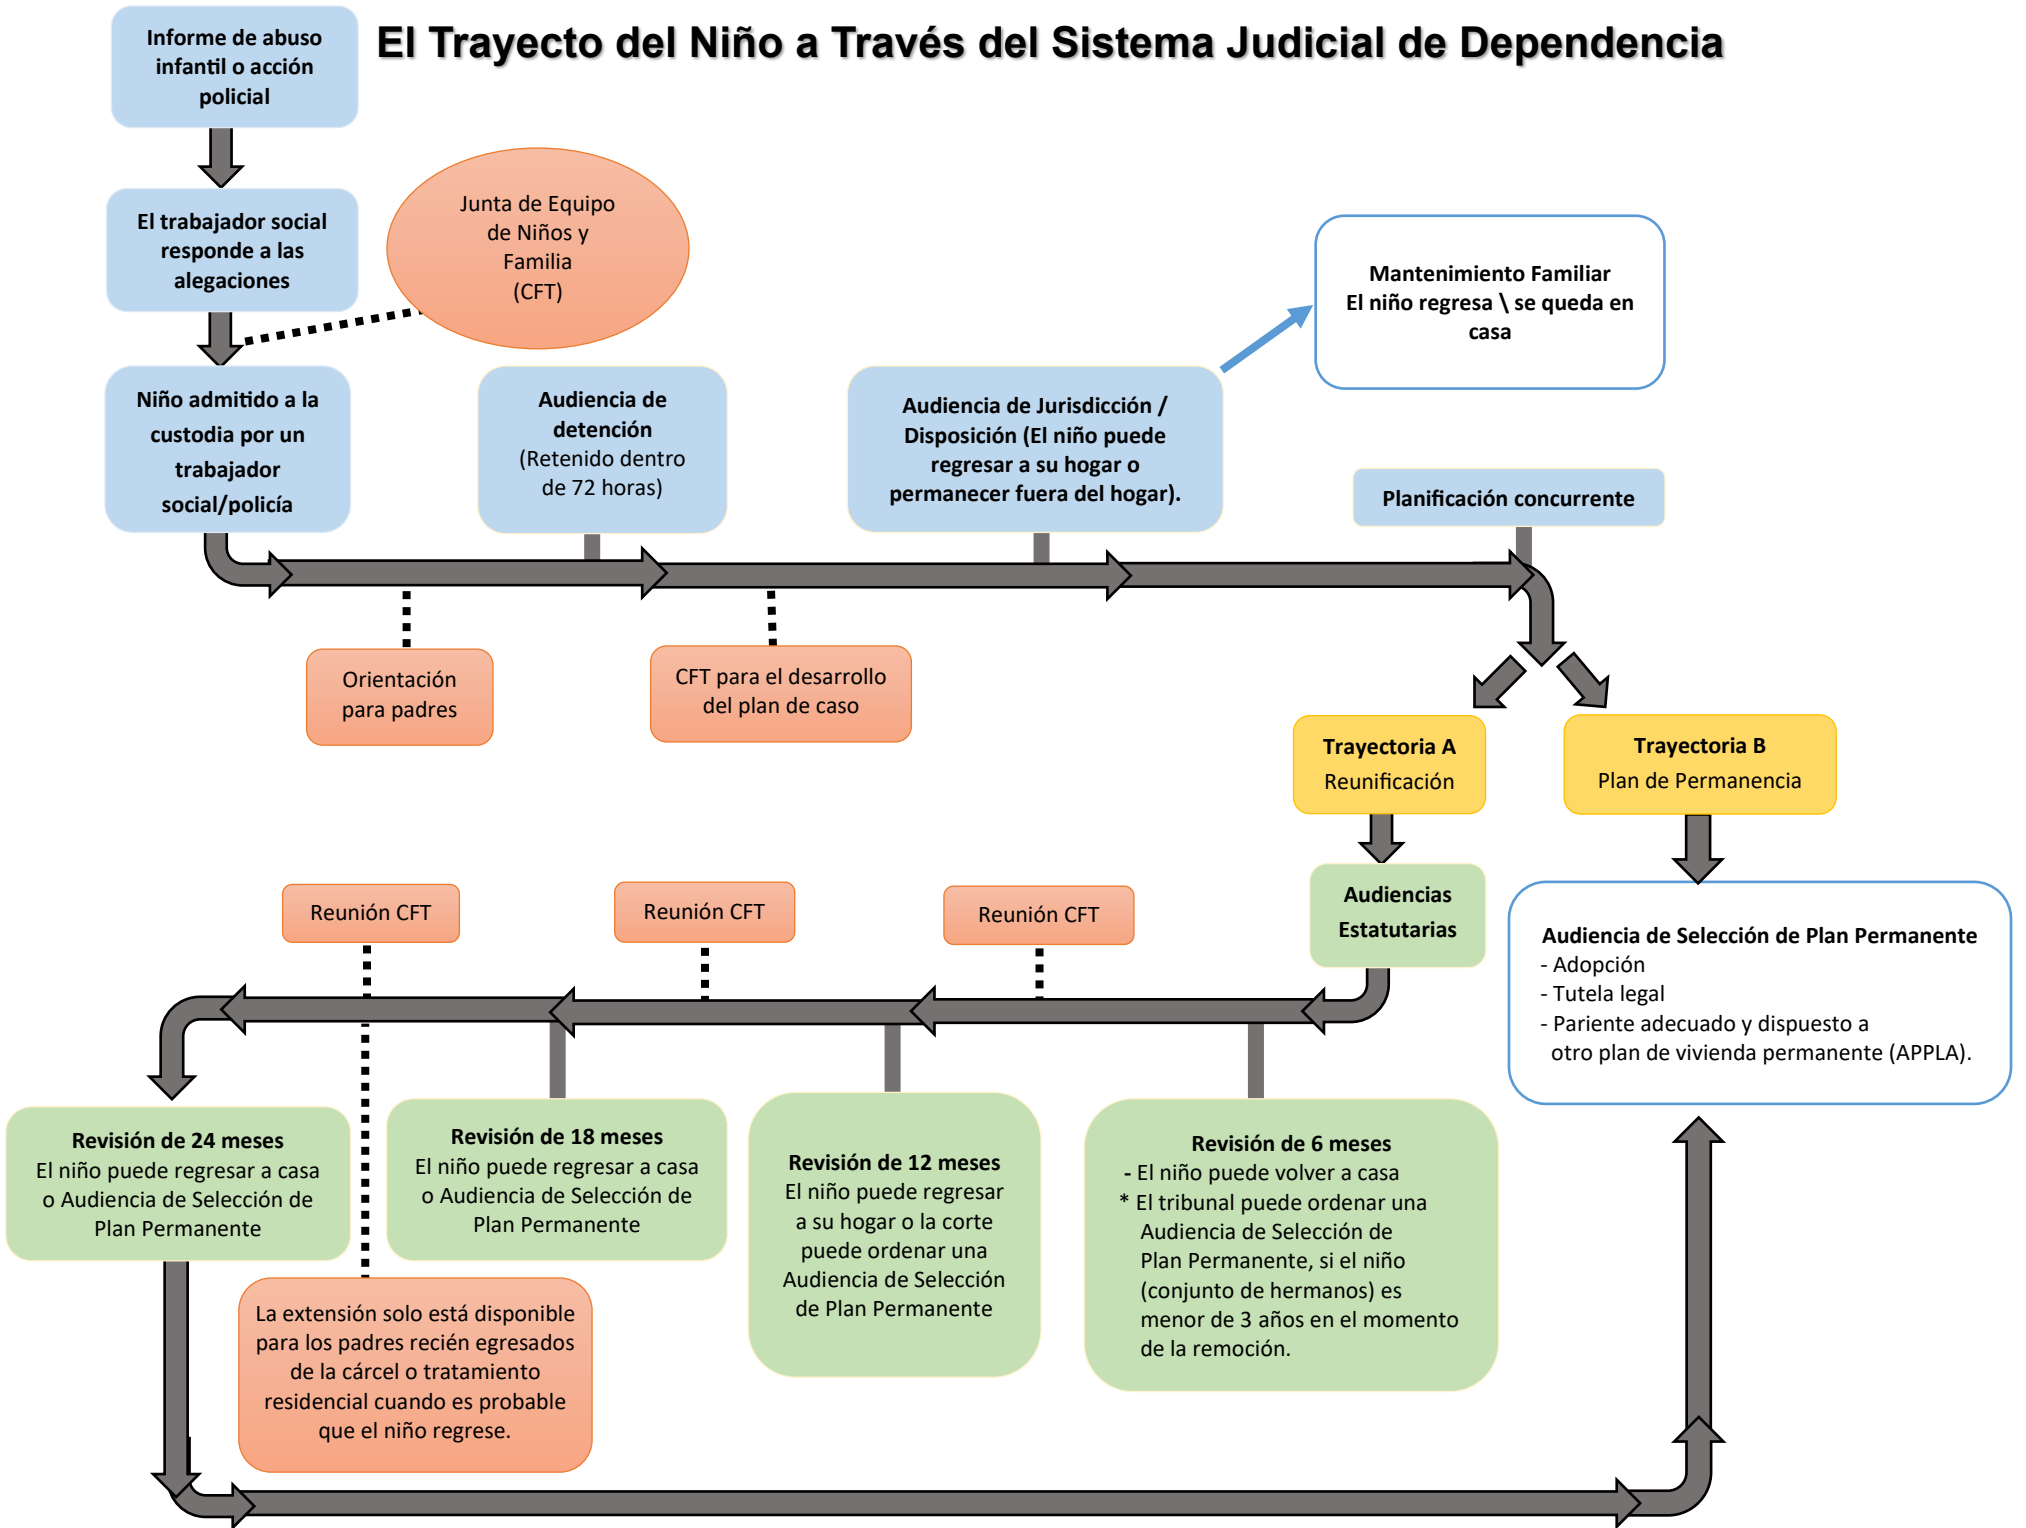 El Trayecto del Niño a Través del Sistema Judicial de Dependencia
Informe de abuso
infantil o acción
policial
El trabajador social
responde a las
alegaciones
Junta de Equipo
de Niños y
Familia
(CFT)
Mantenimiento Familiar
El niño regresa \ se queda en
casa
Niño admitido a la
custodia por un
trabajador
social/policía
Audiencia de
detención
(Retenido dentro
de 72 horas)
Audiencia de Jurisdicción /
Disposición (El niño puede
regresar a su hogar o
permanecer fuera del hogar).
Planificación concurrente
Orientación
para padres
CFT para el desarrollo
del plan de caso
Trayectoria A
Reunificación
Trayectoria B
Plan de Permanencia
Reunión CFT
Reunión CFT
Reunión CFT
Audiencias
Estatutarias
Audiencia de Selección de Plan Permanente
- Adopción
- Tutela legal
- Pariente adecuado y dispuesto a
otro plan de vivienda permanente (APPLA).
Revisión de 24 meses
El niño puede regresar a casa
o Audiencia de Selección de
Plan Permanente
Revisión de 18 meses
El niño puede regresar a casa
o Audiencia de Selección de
Plan Permanente
Revisión de 12 meses
El niño puede regresar
a su hogar o la corte
puede ordenar una
Audiencia de Selección
de Plan Permanente
Revisión de 6 meses
- El niño puede volver a casa
* El tribunal puede ordenar una
Audiencia de Selección de
Plan Permanente, si el niño
(conjunto de hermanos) es
menor de 3 años en el momento
de la remoción.
La extensión solo está disponible
para los padres recién egresados
de la cárcel o tratamiento
residencial cuando es probable
que el niño regrese.